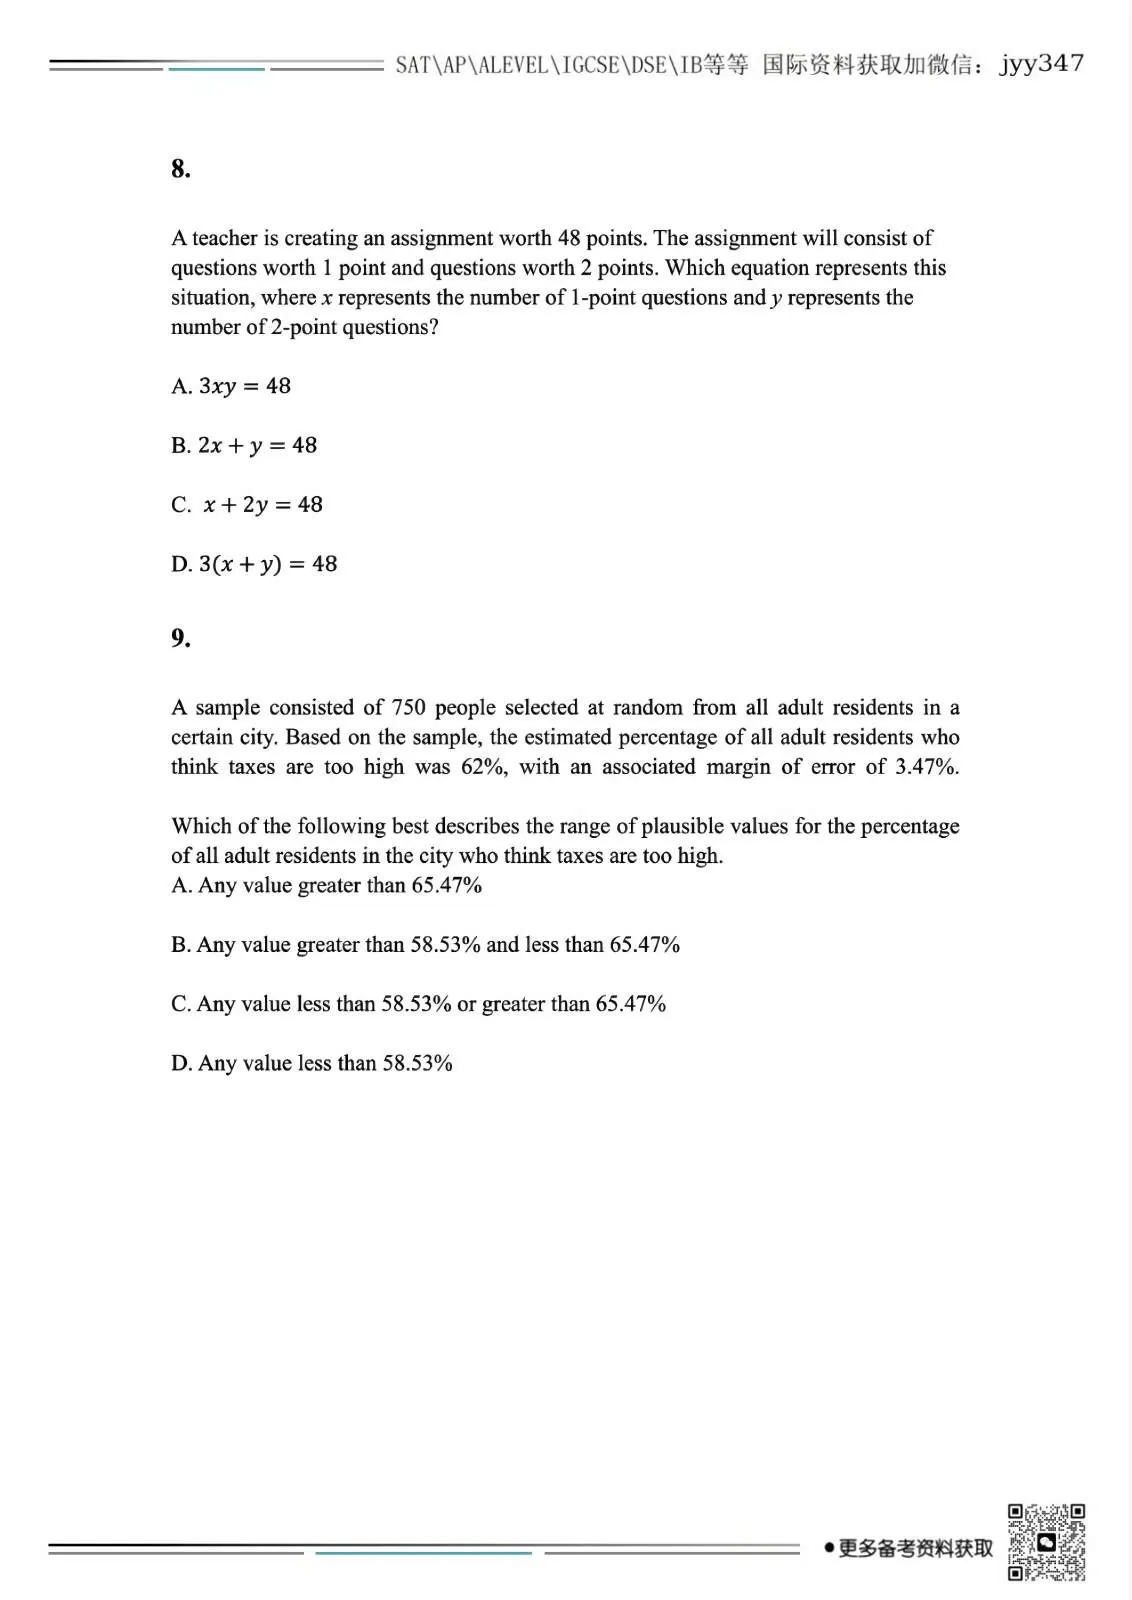 SAT\AP\ALEVEL\IGCSE\DSE\IB等等 国际资料获取加微信: jyy347
8.
A teacher is creating an assignment worth 48 points. The assignment will consist of
questions worth 1 point and questions worth 2 points. Which equation represents this
situation, where x represents the number of 1-point questions and y represents the
number of 2-point questions?
A. 3xy = 48
B. 2x + y = 48
C. x + 2y = 48
D. 3(x + y) = 48
9.
A sample consisted of 750 people selected at random from all adult residents in a
certain city. Based on the sample, the estimated percentage of all adult residents who
think taxes are too high was 62%, with an associated margin of error of 3.47%.
Which of the following best describes the range of plausible values for the percentage
of all adult residents in the city who think taxes are too high.
A. Any value greater than 65.47%
B. Any value greater than 58.53% and less than 65.47%
C. Any value less than 58.53% or greater than 65.47%
D. Any value less than 58.53%
●更多备考资料获取